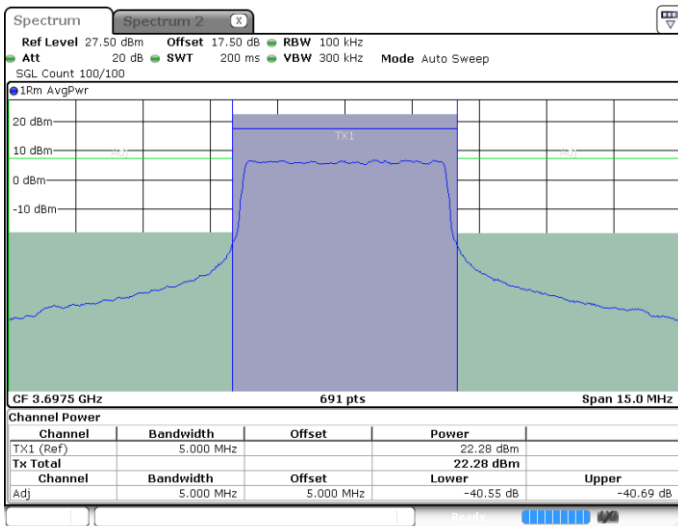 Spectrum Spectrum 2 X
Ref Level 27.50 dBm Offset 17.50 dB RBW 100 kHz
Att 20 dB SWT 200 ms VBW 300 kHz Mode Auto Sweep
SGL Count 100/100
1Rm AvgPwr
20 dBm
TX1
10 dBm
Adj Adj
0 dBm
-10 dBm
CF 3.6975 GHz 691 pts Span 15.0 MHz
Channel Power
Channel Bandwidth Offset Power
TX1 (Ref) 5.000 MHz 22.28 dBm
Tx Total 22.28 dBm
Channel Bandwidth Offset Lower Upper
Adj 5.000 MHz 5.000 MHz -40.55 dB -40.69 dB
Ready